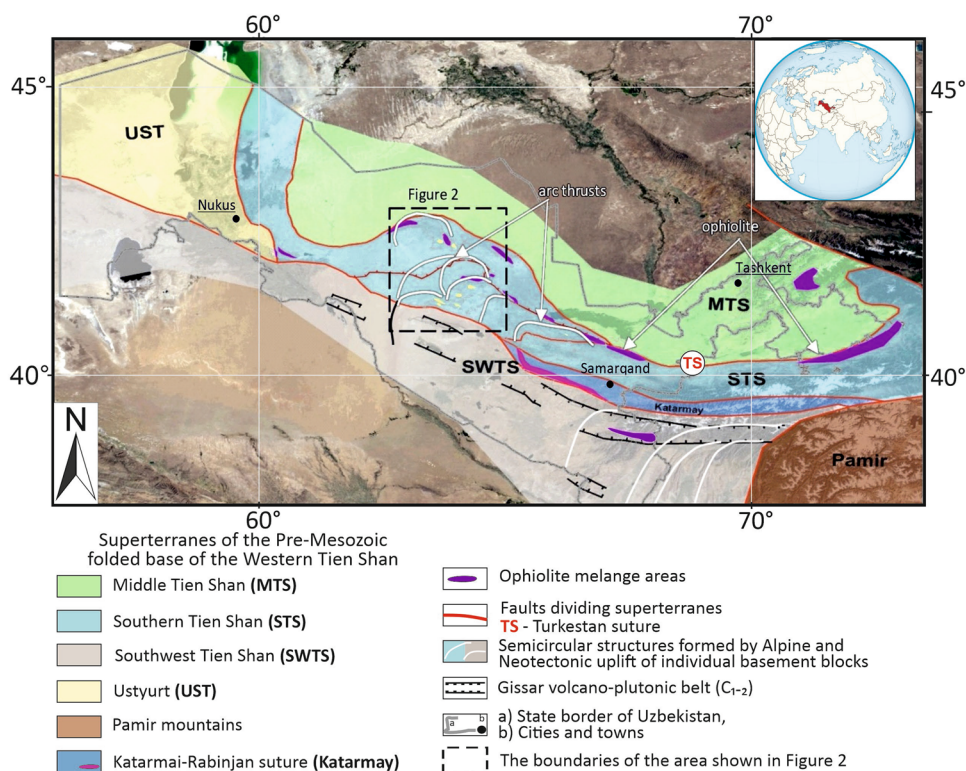 60°
70°
45°
45°
UST
Nukus
Figure 2
arc thrusts
ophiolite
Tashkent
MTS
TS
40°
SWTS
Samarqand
STS
40°
Katarmay
N
Pamir
60°
70°
Superterranes of the Pre-Mesozoic
folded base of the Western Tien Shan
Middle Tien Shan (MTS)
Southern Tien Shan (STS)
Southwest Tien Shan (SWTS)
Ustyurt (UST)
Pamir mountains
Katarmai-Rabinjan suture (Katarmay)
Ophiolite melange areas
Faults dividing superterranes
TS - Turkestan suture
Semicircular structures formed by Alpine and
Neotectonic uplift of individual basement blocks
Gissar volcano-plutonic belt (C₁₋₂)
a b
a) State border of Uzbekistan,
b) Cities and towns
The boundaries of the area shown in Figure 2